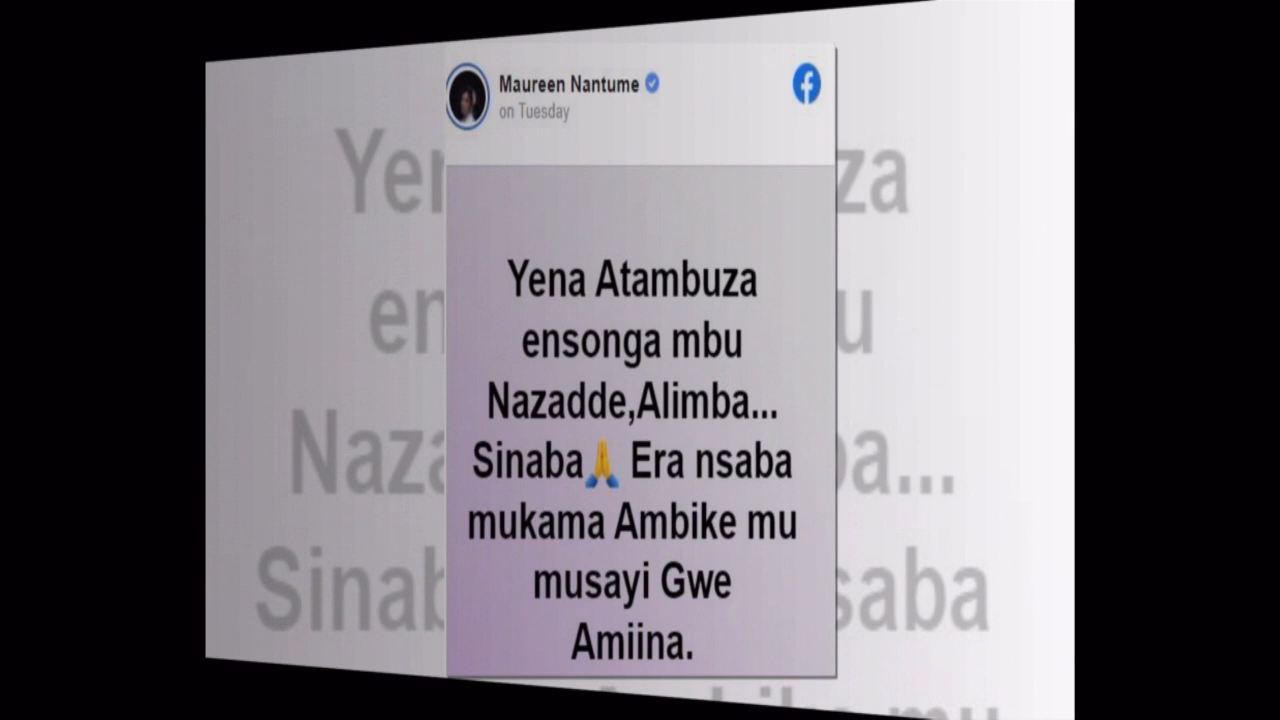 Maureen Nantume
on Tuesday
Yena Atambuza
ensonga mbu
Nazadde,Alimba...
Sinaba🙏 Era nsaba
mukama Ambike mu
musayi Gwe
Amiina.